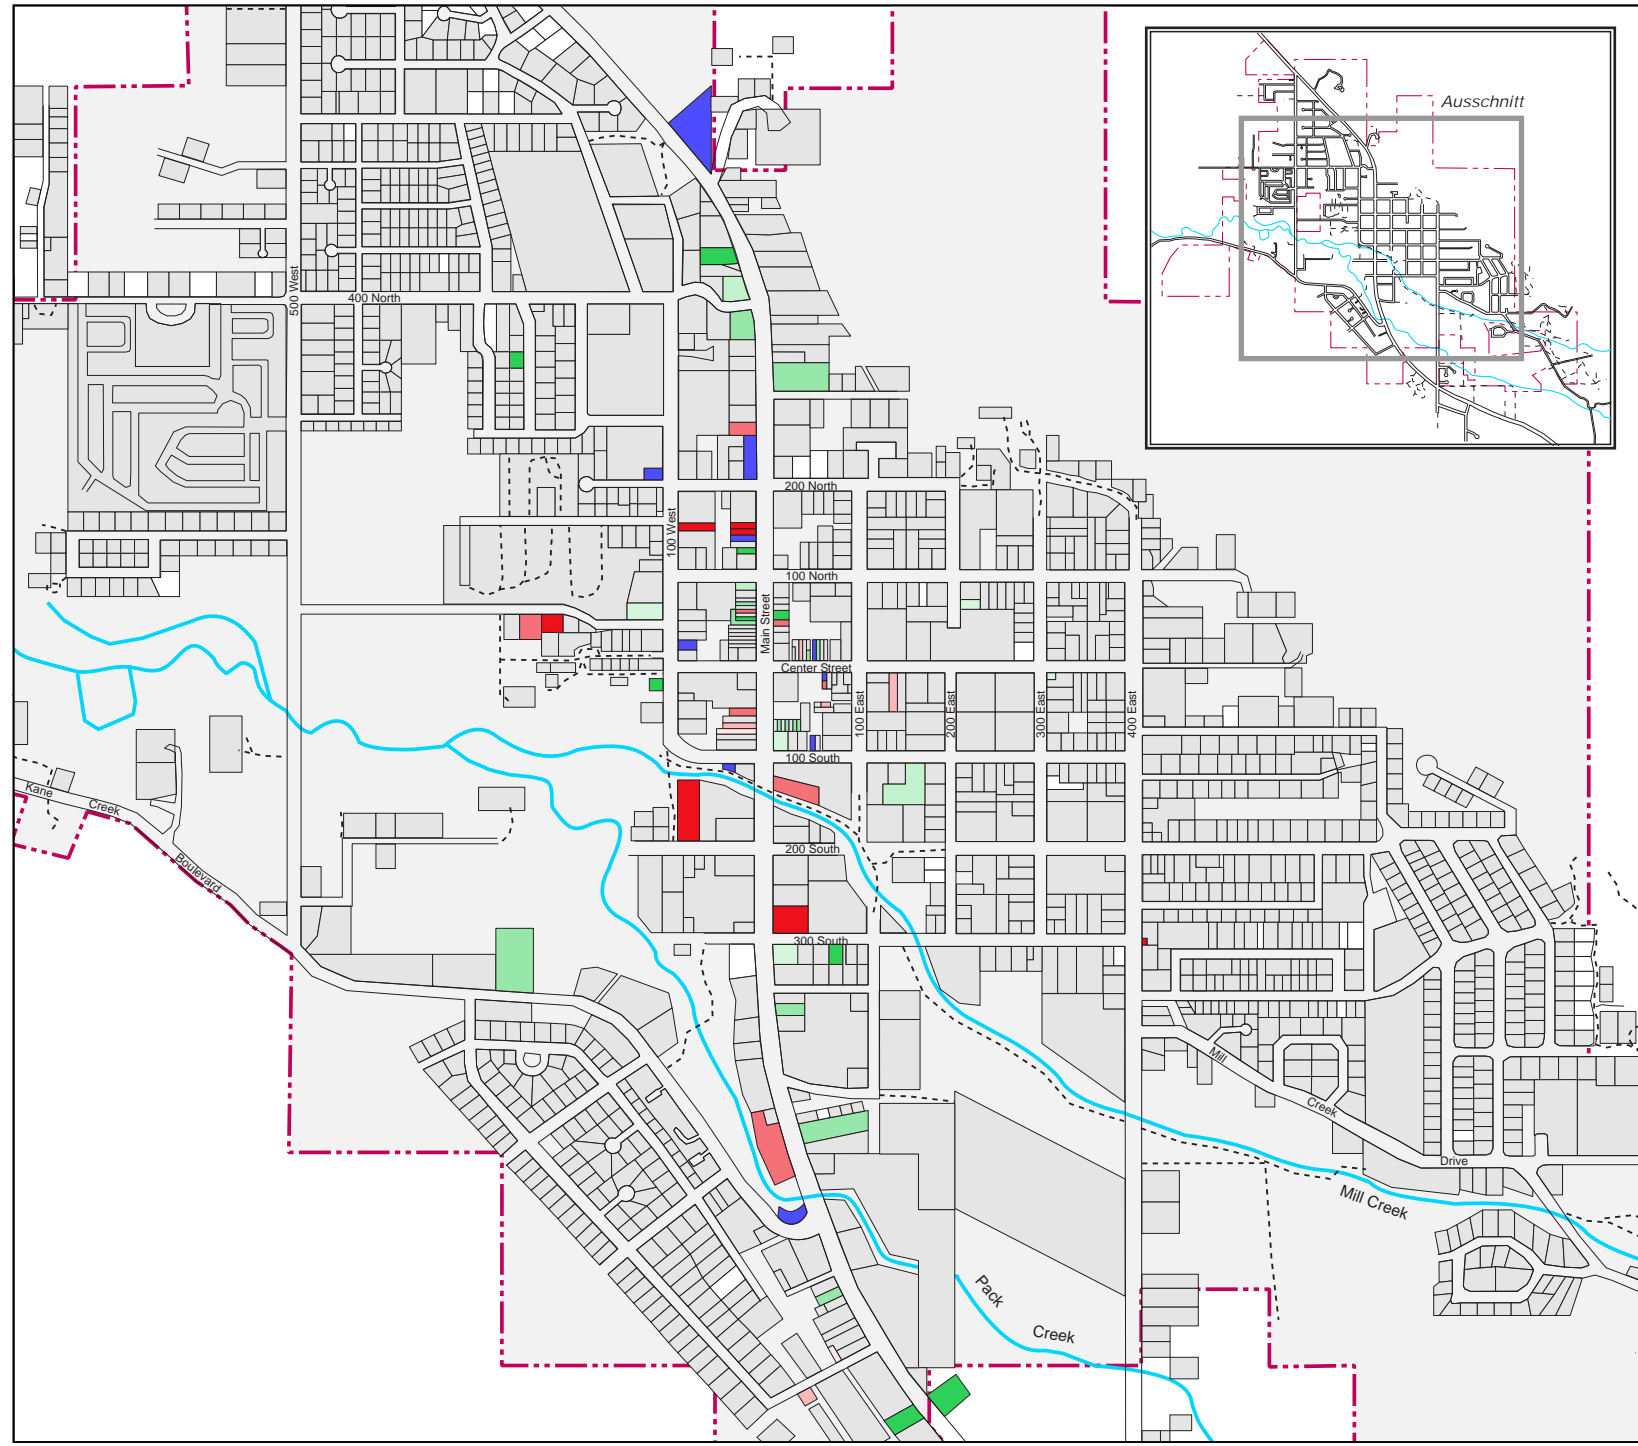 Ausschnitt
500 West
400 North
200 North
100 West
100 North
Main Street
Center Street
100 East
200 East
300 East
400 East
100 South
Kane
Creek
Boulevard
200 South
300 South
Mill
Creek
Drive
Mill Creek
Pack
Creek